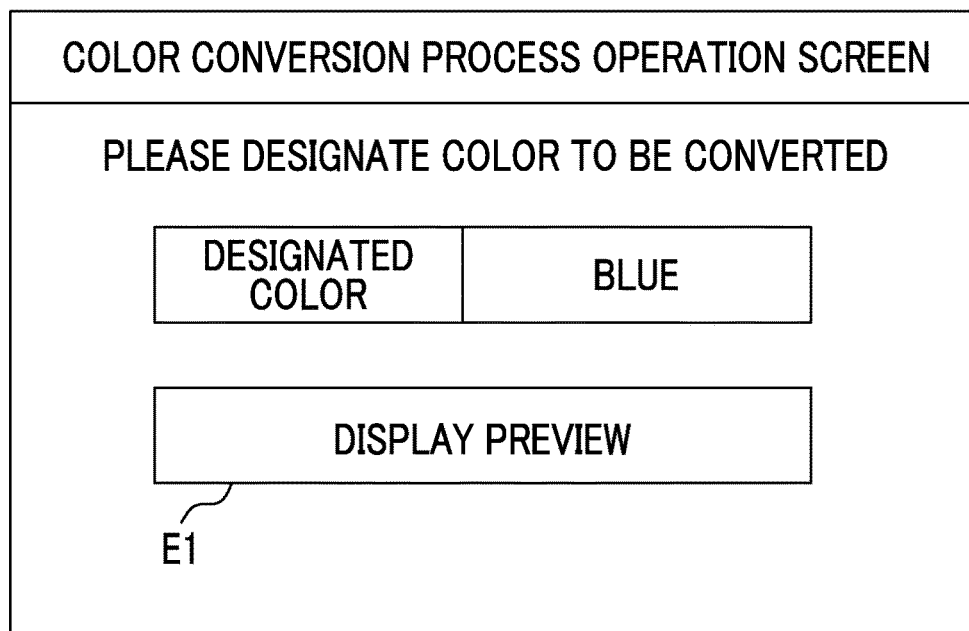 COLOR CONVERSION PROCESS OPERATION SCREEN
PLEASE DESIGNATE COLOR TO BE CONVERTED
DESIGNATED
COLOR
BLUE
DISPLAY PREVIEW
E1